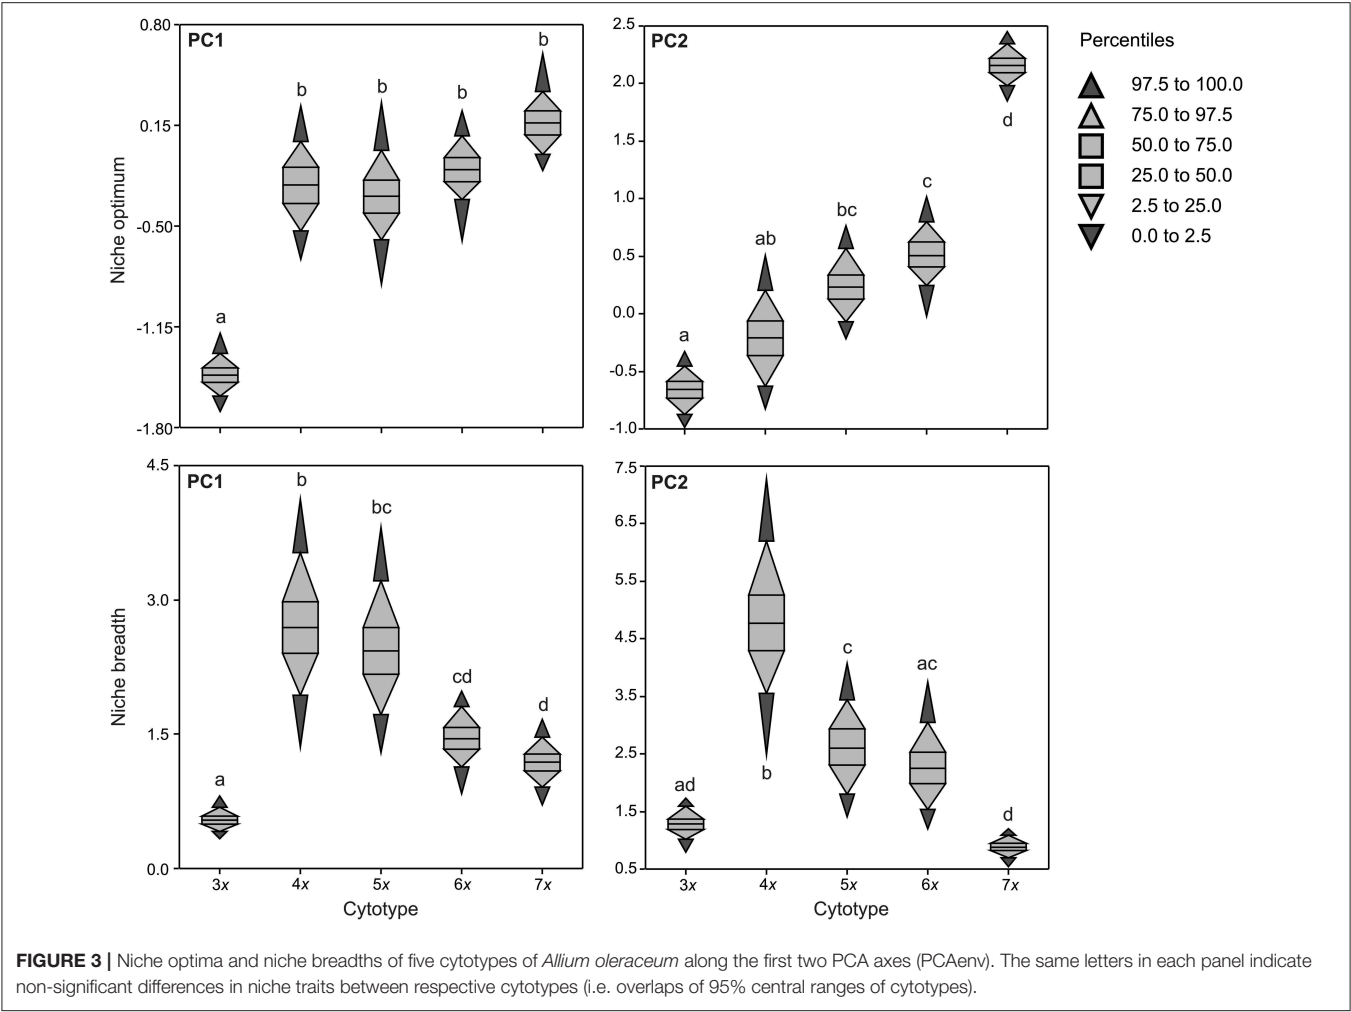 0.80
0.15
-0.50
-1.15
-1.80
Niche optimum
PC1
a
b
b
b
b
2.5
2.0
1.5
1.0
0.5
0.0
-0.5
-1.0
PC2
a
ab
bc
c
d
Percentiles
97.5 to 100.0
75.0 to 97.5
50.0 to 75.0
25.0 to 50.0
2.5 to 25.0
0.0 to 2.5
4.5
3.0
1.5
0.0
Niche breadth
PC1
a
b
bc
cd
d
3x 4x 5x 6x 7x
Cytotype
7.5
6.5
5.5
4.5
3.5
2.5
1.5
0.5
PC2
ad
b
c
ac
d
3x 4x 5x 6x 7x
Cytotype
FIGURE 3 | Niche optima and niche breadths of five cytotypes of Allium oleraceum along the first two PCA axes (PCAenv). The same letters in each panel indicate
non-significant differences in niche traits between respective cytotypes (i.e. overlaps of 95% central ranges of cytotypes).